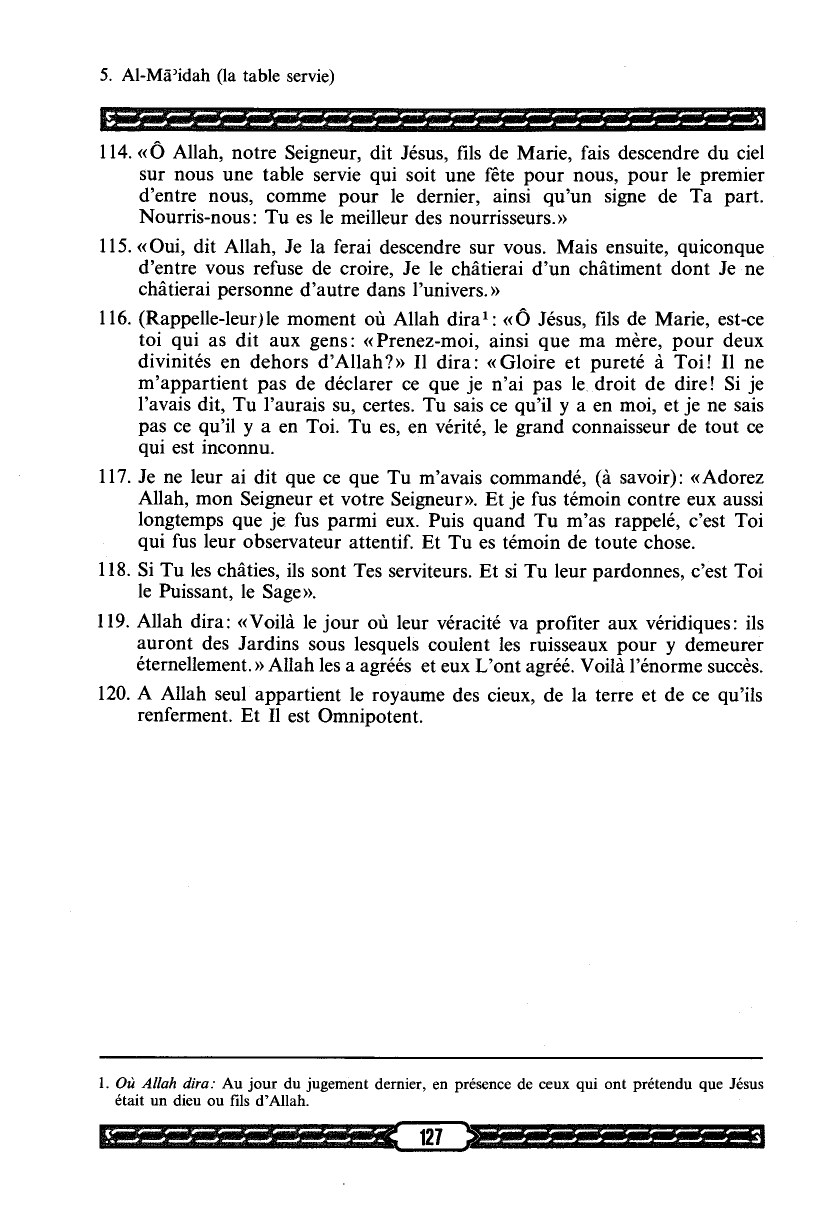 5. Al-Māʾidah (la table servie)
114. «Ô Allah, notre Seigneur, dit Jésus, fils de Marie, fais descendre du ciel
sur nous une table servie qui soit une fête pour nous, pour le premier
d’entre nous, comme pour le dernier, ainsi qu’un signe de Ta part.
Nourris-nous: Tu es le meilleur des nourrisseurs.»
115. «Oui, dit Allah, Je la ferai descendre sur vous. Mais ensuite, quiconque
d’entre vous refuse de croire, Je le châtierai d’un châtiment dont Je ne
châtierai personne d’autre dans l’univers.»
116. (Rappelle-leur)le moment où Allah dira¹: «Ô Jésus, fils de Marie, est-ce
toi qui as dit aux gens: «Prenez-moi, ainsi que ma mère, pour deux
divinités en dehors d’Allah?» Il dira: «Gloire et pureté à Toi! Il ne
m’appartient pas de déclarer ce que je n’ai pas le droit de dire! Si je
l’avais dit, Tu l’aurais su, certes. Tu sais ce qu’il y a en moi, et je ne sais
pas ce qu’il y a en Toi. Tu es, en vérité, le grand connaisseur de tout ce
qui est inconnu.
117. Je ne leur ai dit que ce que Tu m’avais commandé, (à savoir): «Adorez
Allah, mon Seigneur et votre Seigneur». Et je fus témoin contre eux aussi
longtemps que je fus parmi eux. Puis quand Tu m’as rappelé, c’est Toi
qui fus leur observateur attentif. Et Tu es témoin de toute chose.
118. Si Tu les châties, ils sont Tes serviteurs. Et si Tu leur pardonnes, c’est Toi
le Puissant, le Sage».
119. Allah dira: «Voilà le jour où leur véracité va profiter aux véridiques: ils
auront des Jardins sous lesquels coulent les ruisseaux pour y demeurer
éternellement.» Allah les a agréés et eux L’ont agréé. Voilà l’énorme succès.
120. A Allah seul appartient le royaume des cieux, de la terre et de ce qu’ils
renferment. Et Il est Omnipotent.
1. Où Allah dira: Au jour du jugement dernier, en présence de ceux qui ont prétendu que Jésus
était un dieu ou fils d’Allah.
127